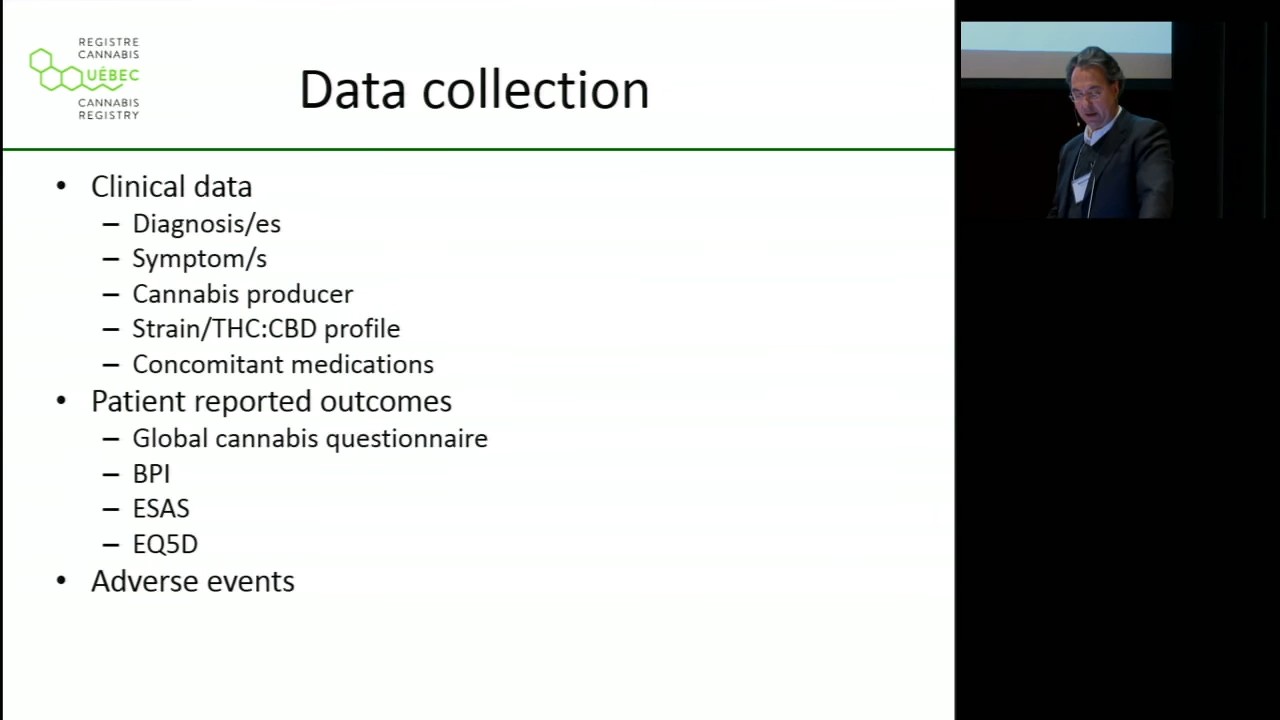 REGISTRE
CANNABIS
QUÉBEC
CANNABIS
REGISTRY
Data collection
• Clinical data
– Diagnosis/es
– Symptom/s
– Cannabis producer
– Strain/THC:CBD profile
– Concomitant medications
• Patient reported outcomes
– Global cannabis questionnaire
– BPI
– ESAS
– EQ5D
• Adverse events